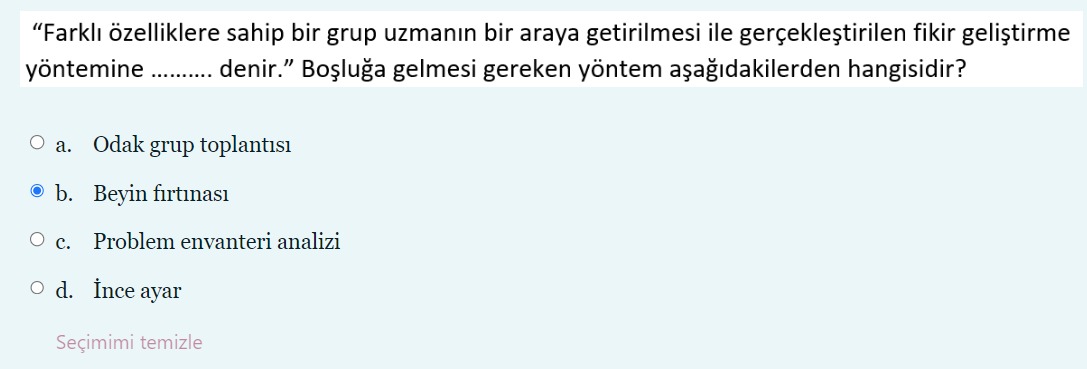 “Farklı özelliklere sahip bir grup uzmanın bir araya getirilmesi ile gerçekleştirilen fikir geliştirme
yöntemine .......... denir.” Boşluğa gelmesi gereken yöntem aşağıdakilerden hangisidir?
a. Odak grup toplantısı
b. Beyin fırtınası
c. Problem envanteri analizi
d. İnce ayar
Seçimimi temizle